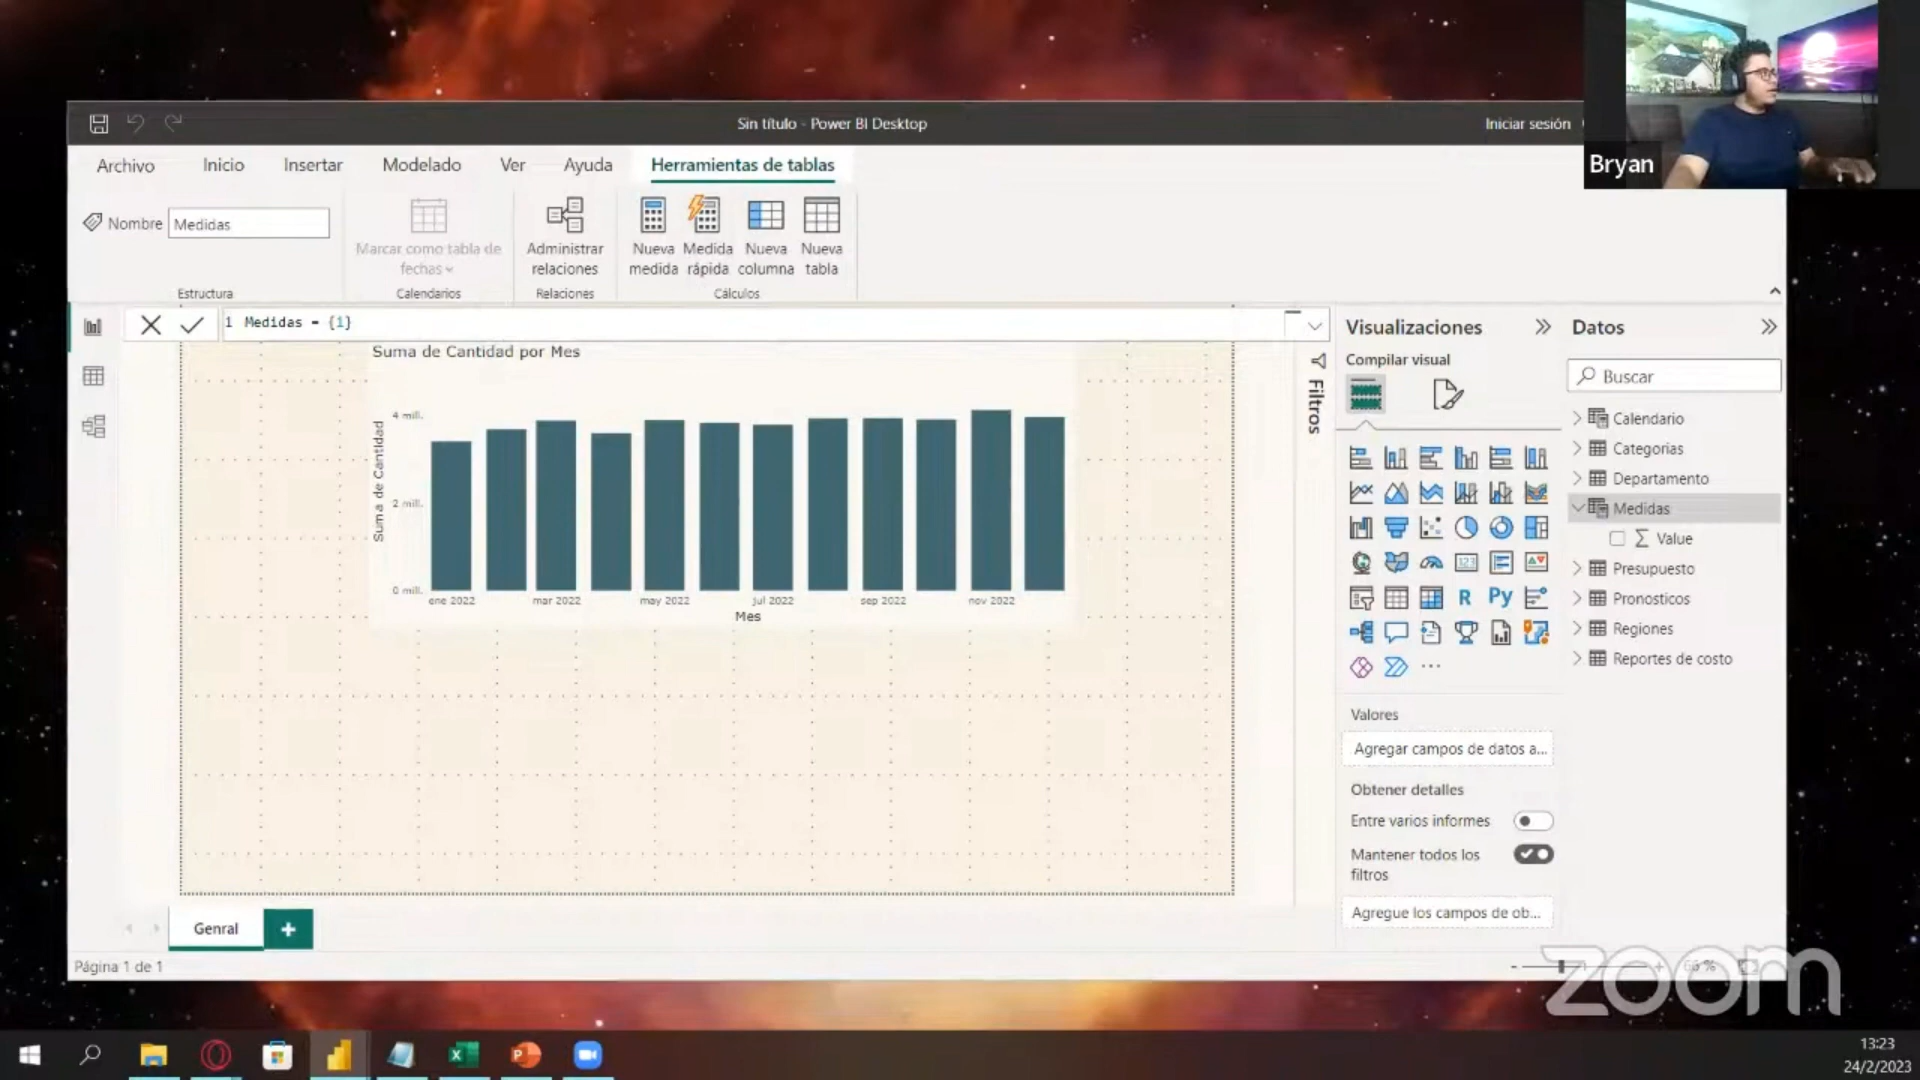 Bryan
Sin título - Power BI Desktop
Iniciar sesión
Archivo
Inicio
Insertar
Modelado
Ver
Ayuda
Herramientas de tablas
Nombre
Medidas
Marcar como tabla de
fechas
Administrar
relaciones
Nueva
medida
Medida
rápida
Nueva
columna
Nueva
tabla
Estructura
Calendarios
Relaciones
Cálculos
1 Medidas = {1}
Suma de Cantidad por Mes
Suma de Cantidad
4 mill.
2 mill.
0 mill.
ene 2022
mar 2022
may 2022
jul 2022
sep 2022
nov 2022
Mes
Filtros
Visualizaciones
Compilar visual
123
R
Py
Valores
Agregar campos de datos a...
Obtener detalles
Entre varios informes
Mantener todos los
filtros
Agregue los campos de ob...
Datos
Buscar
Calendario
Categorias
Departamento
Medidas
Value
Presupuesto
Pronosticos
Regiones
Reportes de costo
Genral
+
Página 1 de 1
zoom
13:23
24/2/2023